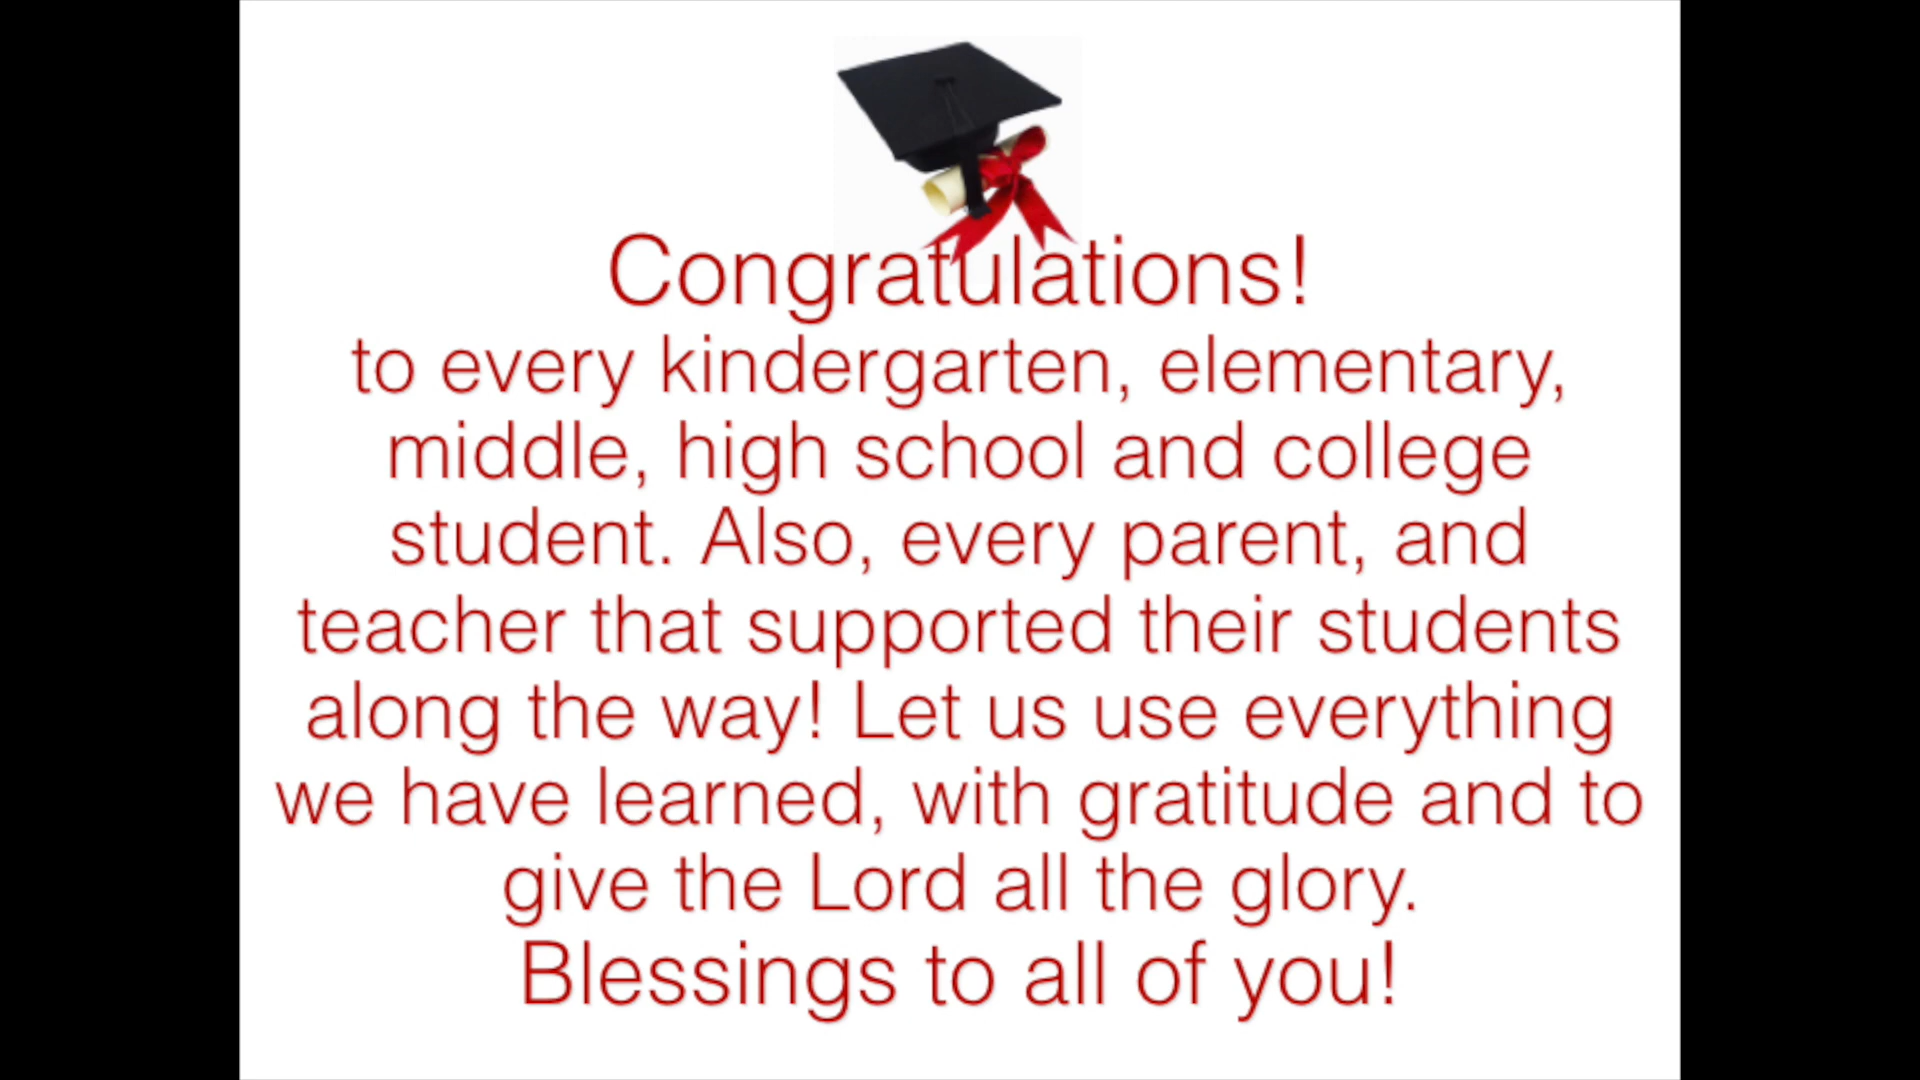 Congratulations!
to every kindergarten, elementary,
middle, high school and college
student. Also, every parent, and
teacher that supported their students
along the way! Let us use everything
we have learned, with gratitude and to
give the Lord all the glory.
Blessings to all of you!